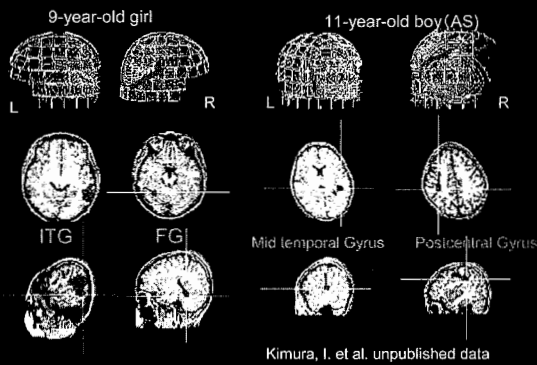 9-year-old girl
11-year-old boy(AS)
L
R
L
R
ITG
FG
Mid temporal Gyrus
Postcentral Gyrus
Kimura, I. et al. unpublished data